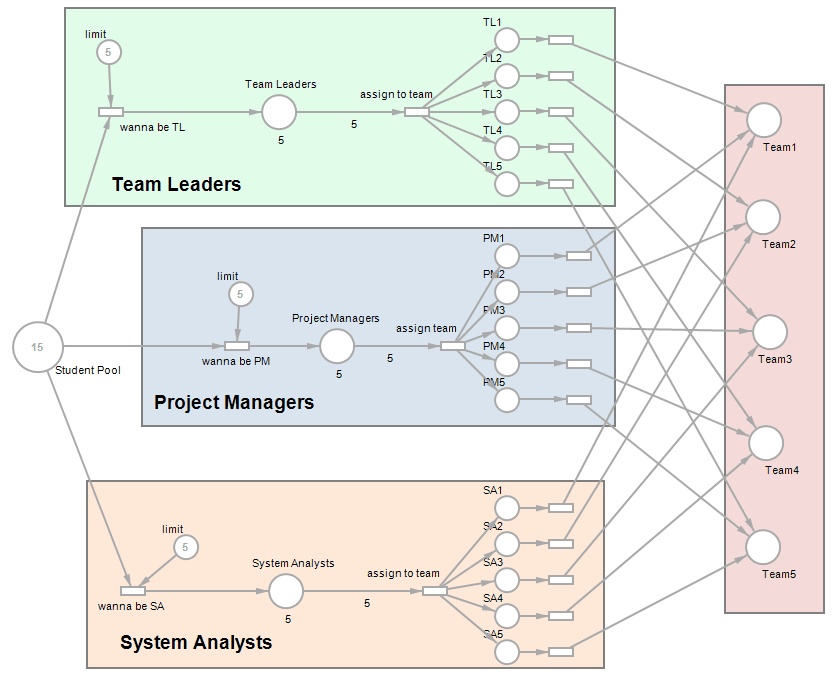 limit
5
Team Leaders
5
wanna be TL
assign to team
5
TL1
TL2
TL3
TL4
TL5
Team Leaders
limit
5
Project Managers
5
wanna be PM
assign team
5
PM1
PM2
PM3
PM4
PM5
Project Managers
15
Student Pool
limit
5
System Analysts
5
wanna be SA
assign to team
5
SA1
SA2
SA3
SA4
SA5
System Analysts
Team1
Team2
Team3
Team4
Team5